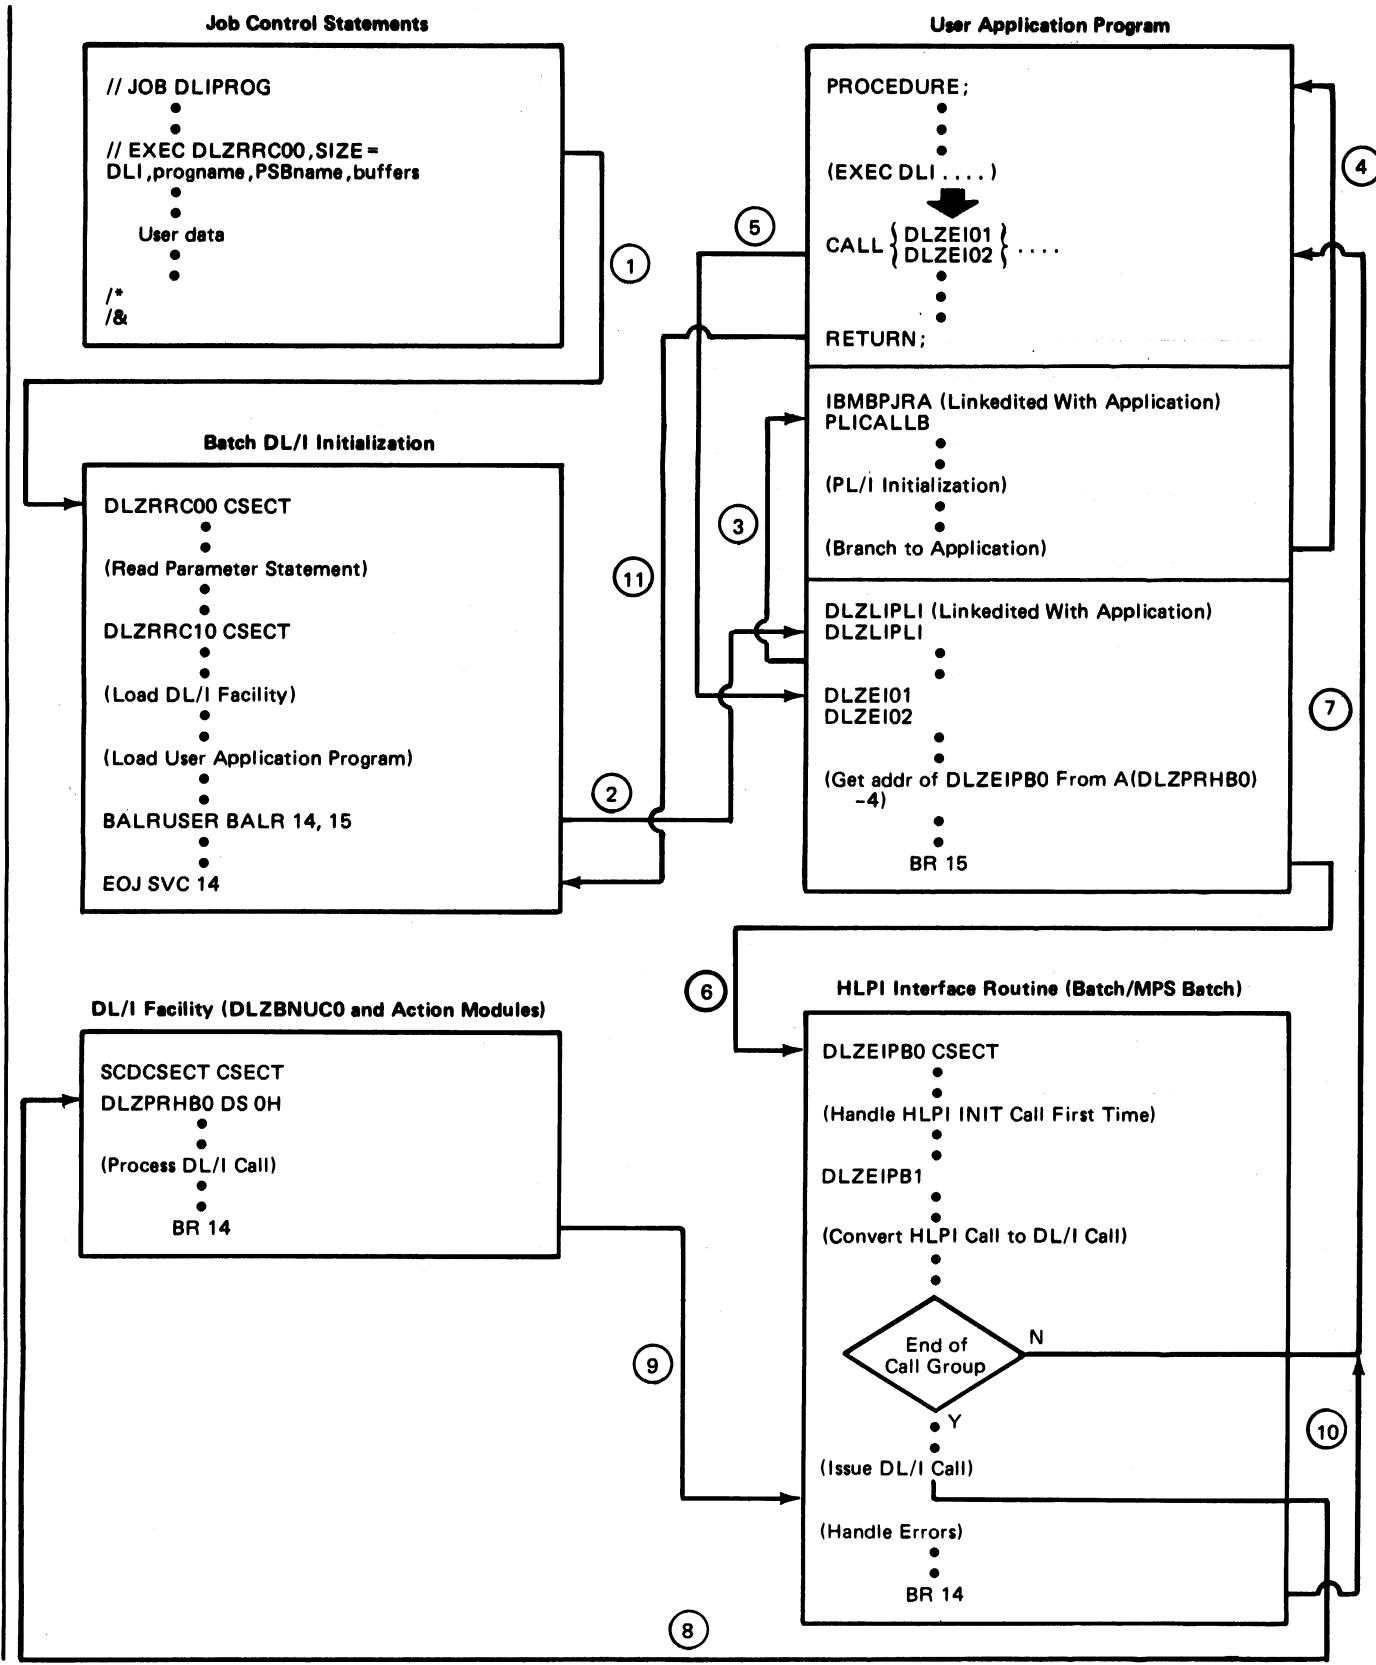 Job Control Statements
// JOB DLIPROG
// EXEC DLZRRC00,SIZE=
DLI,progname,PSBname,buffers
User data
/*
/&
1
Batch DL/I Initialization
DLZRRC00 CSECT
(Read Parameter Statement)
DLZRRC10 CSECT
(Load DL/I Facility)
(Load User Application Program)
BALRUSER BALR 14, 15
EOJ SVC 14
2
11
3
5
User Application Program
PROCEDURE;
(EXEC DLI ....)
CALL { DLZEI01
DLZEI02 } ....
RETURN;
IBMBPJRA (Linkedited With Application)
PLICALLB
(PL/I Initialization)
(Branch to Application)
DLZLIPLI (Linkedited With Application)
DLZLIPLI
DLZEI01
DLZEI02
(Get addr of DLZEIPB0 From A(DLZPRHB0)
-4)
BR 15
4
7
6
DL/I Facility (DLZBNUC0 and Action Modules)
SCDCSECT CSECT
DLZPRHB0 DS 0H
(Process DL/I Call)
BR 14
9
HLPI Interface Routine (Batch/MPS Batch)
DLZEIPB0 CSECT
(Handle HLPI INIT Call First Time)
DLZEIPB1
(Convert HLPI Call to DL/I Call)
End of
Call Group
N
Y
(Issue DL/I Call)
(Handle Errors)
BR 14
10
8